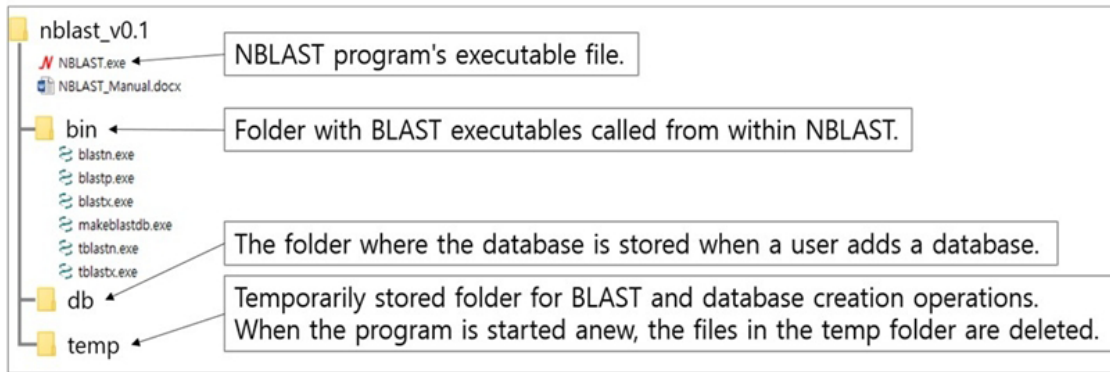 nblast_v0.1
NBLAST.exe
NBLAST program's executable file.
NBLAST_Manual.docx
bin
Folder with BLAST executables called from within NBLAST.
blastn.exe
blastp.exe
blastx.exe
makeblastdb.exe
tblastn.exe
tblastx.exe
The folder where the database is stored when a user adds a database.
db
Temporarily stored folder for BLAST and database creation operations.
When the program is started anew, the files in the temp folder are deleted.
temp